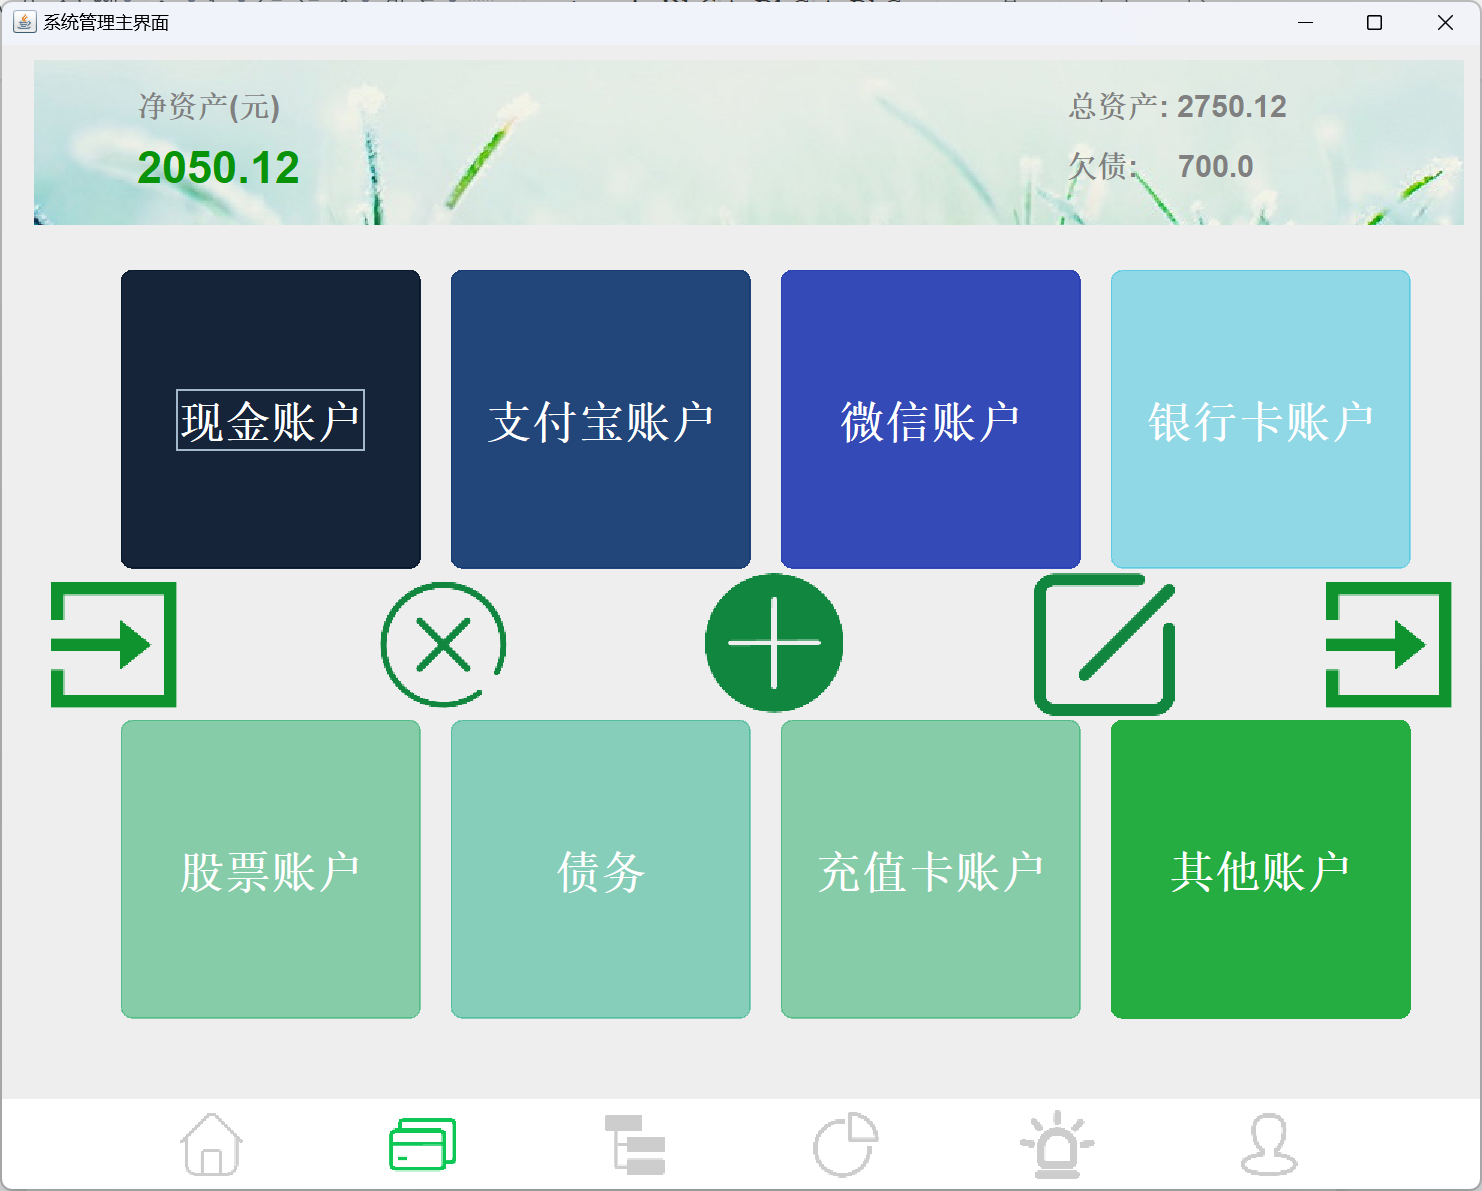 系统管理主界面
净资产(元)
2050.12
总资产: 2750.12
欠债: 700.0
现金账户
支付宝账户
微信账户
银行卡账户
股票账户
债务
充值卡账户
其他账户